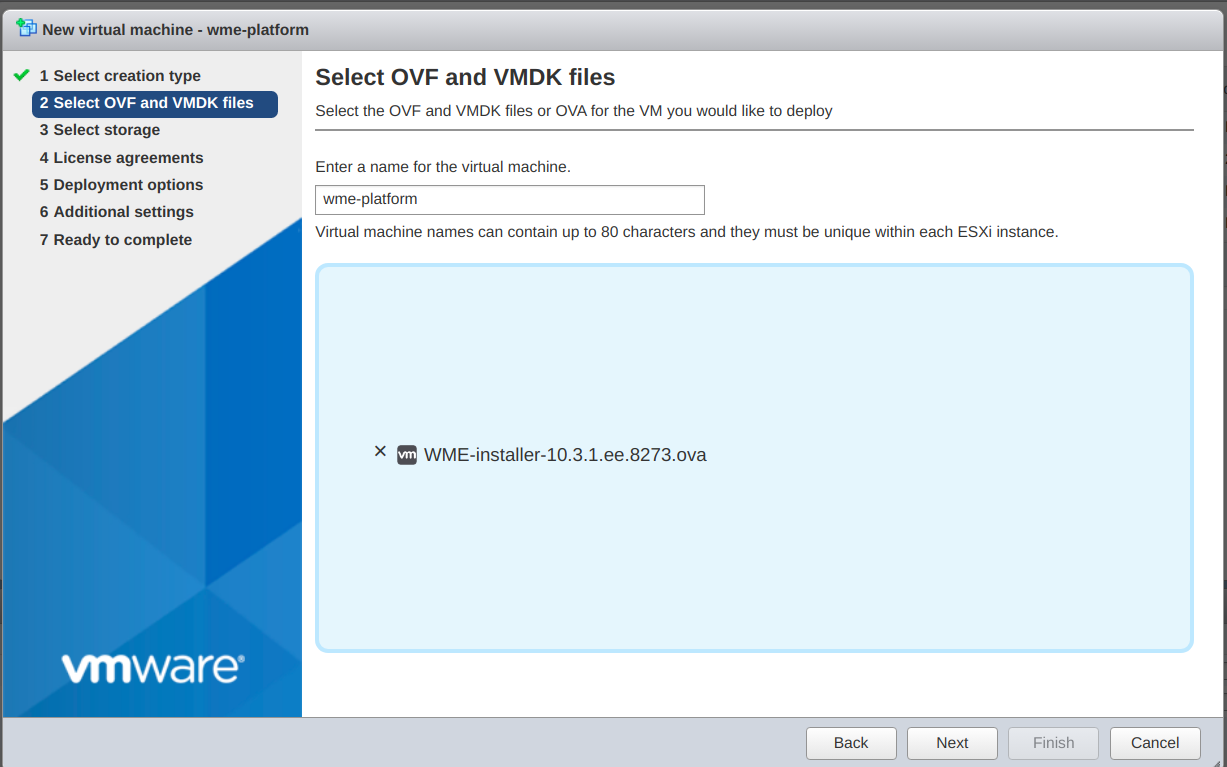 New virtual machine - wme-platform
1 Select creation type
2 Select OVF and VMDK files
3 Select storage
4 License agreements
5 Deployment options
6 Additional settings
7 Ready to complete
vmware®
Select OVF and VMDK files
Select the OVF and VMDK files or OVA for the VM you would like to deploy
Enter a name for the virtual machine.
wme-platform
Virtual machine names can contain up to 80 characters and they must be unique within each ESXi instance.
× vm WME-installer-10.3.1.ee.8273.ova
Back Next Finish Cancel